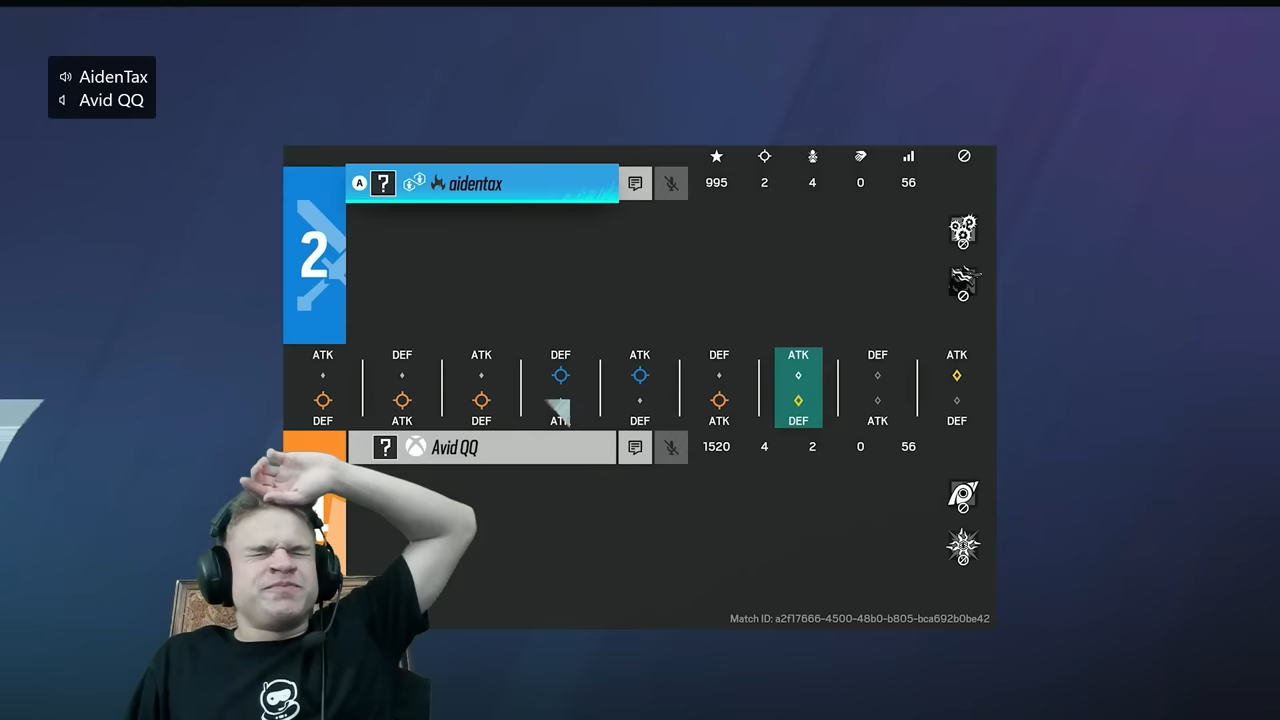 AidenTax
Avid QQ
A ? aidentax 995 2 4 0 56
2
ATK DEF ATK DEF ATK DEF ATK DEF ATK
DEF ATK DEF ATK DEF ATK DEF ATK DEF
? Avid QQ 1520 4 2 0 56
Match ID: a2f17666-4500-48b0-b805-bca692b0be42